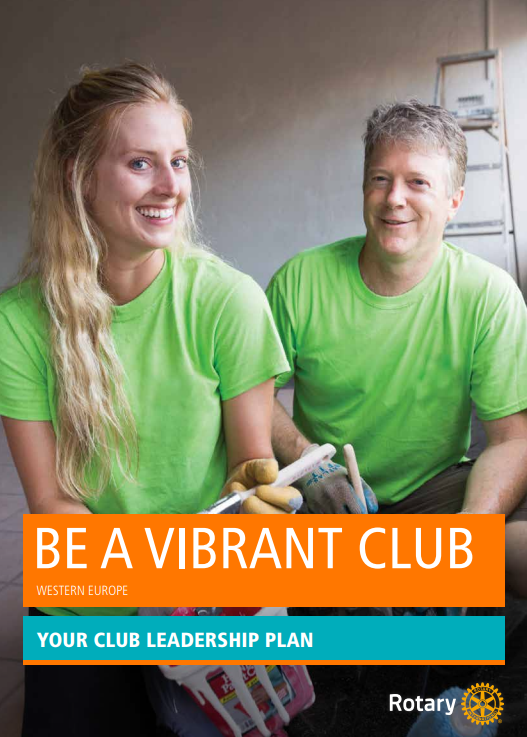 BE A VIBRANT CLUB
WESTERN EUROPE
YOUR CLUB LEADERSHIP PLAN
Rotary